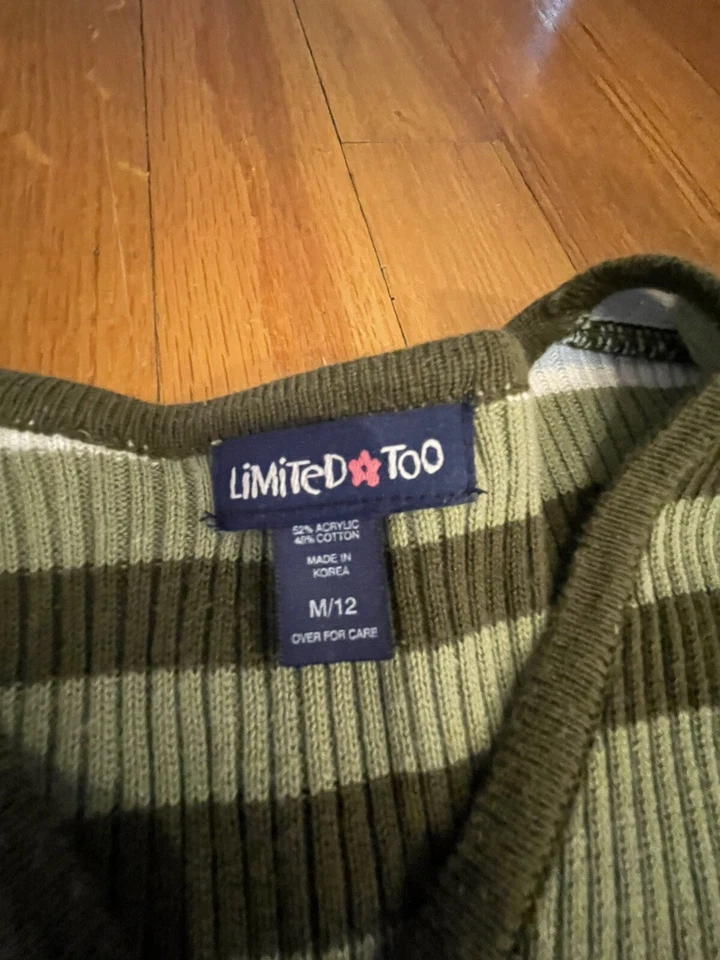 LiMiTeD TOO
52% ACRYLIC
48% COTTON
MADE IN
KOREA
M/12
OVER FOR CARE